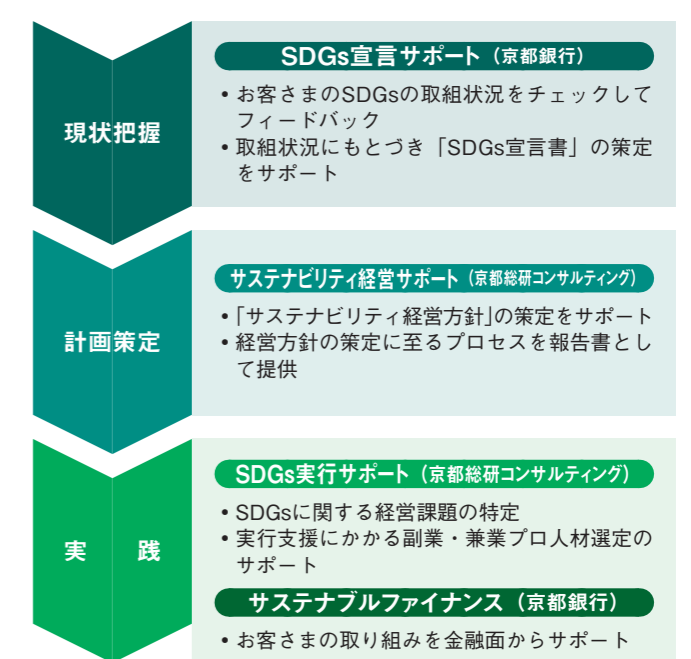 現状把握
SDGs宣言サポート（京都銀行）
•お客さまのSDGsの取組状況をチェックして
フィードバック
•取組状況にもとづき「SDGs宣言書」の策定
をサポート
計画策定
サステナビリティ経営サポート（京都総研コンサルティング）
•「サステナビリティ経営方針」の策定をサポート
•経営方針の策定に至るプロセスを報告書とし
て提供
実　践
SDGs実行サポート（京都総研コンサルティング）
•SDGsに関する経営課題の特定
•実行支援にかかる副業・兼業プロ人材選定の
サポート
サステナブルファイナンス（京都銀行）
•お客さまの取り組みを金融面からサポート